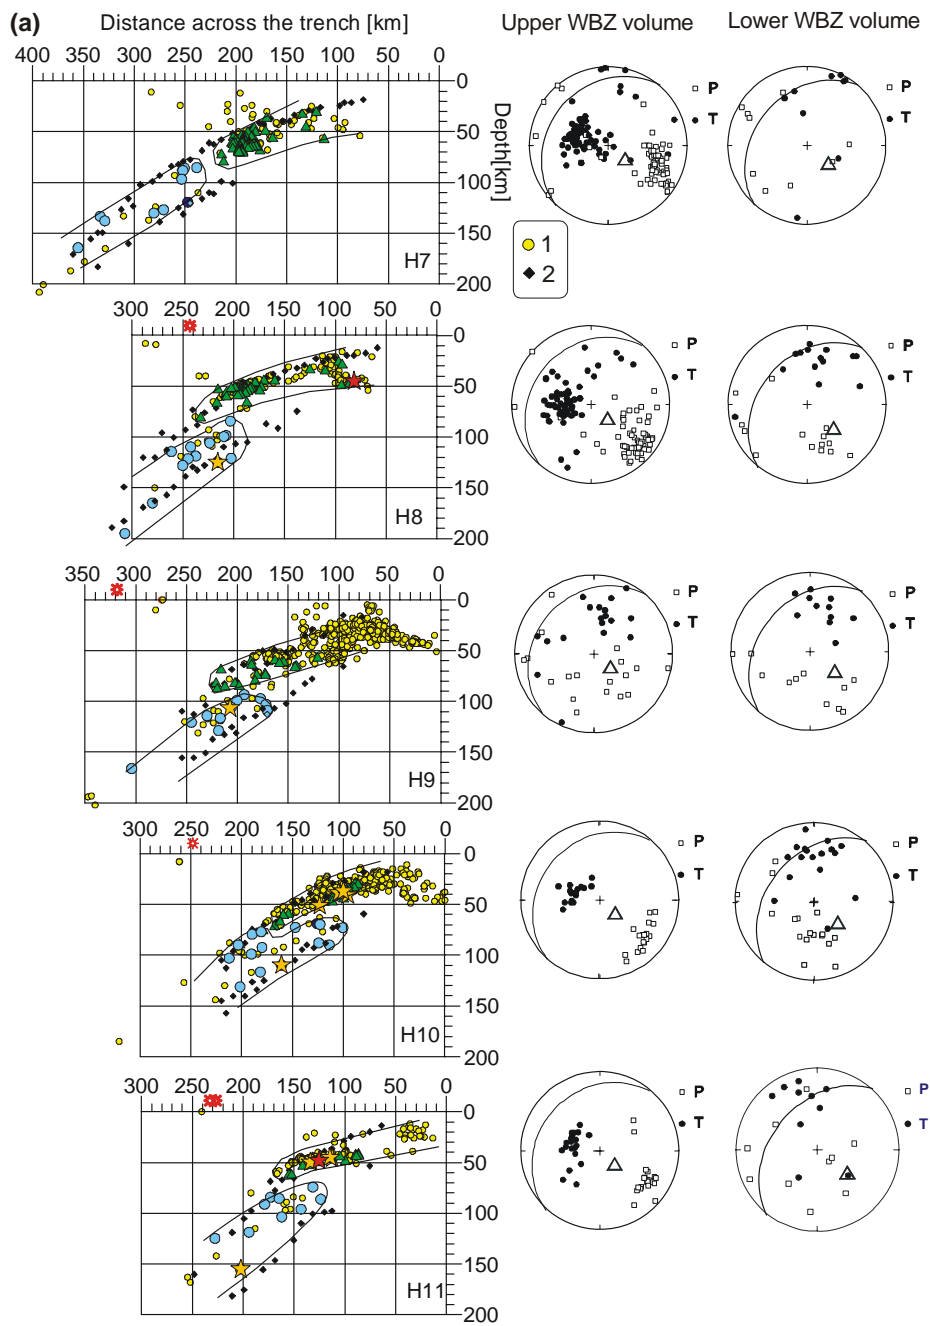 (a) Distance across the trench [km] Upper WBZ volume Lower WBZ volume
400 350 300 250 200 150 100 50 0
0
50
100
150
200
Depth[km]
H7
P
T
P
T
1
2
300 250 200 150 100 50 0
0
50
100
150
200
H8
P
T
P
T
350 300 250 200 150 100 50 0
0
50
100
150
200
H9
P
T
P
T
300 250 200 150 100 50 0
0
50
100
150
200
H10
P
T
P
T
300 250 200 150 100 50 0
0
50
100
150
200
H11
P
T
P
T